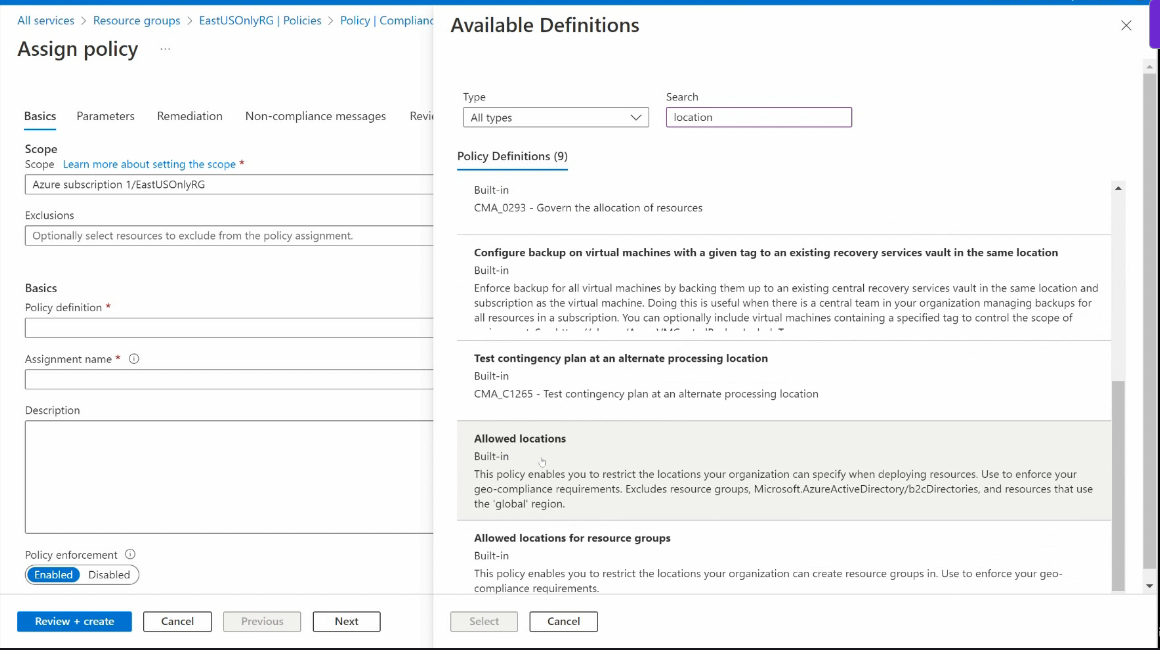 All services > Resource groups > EastUSOnlyRG | Policies > Policy | Complianc
Assign policy ...
Basics Parameters Remediation Non-compliance messages Revi
Scope
Scope Learn more about setting the scope *
Azure subscription 1/EastUSOnlyRG
Exclusions
Optionally select resources to exclude from the policy assignment.
Basics
Policy definition *
Assignment name *
Description
Policy enforcement
Enabled Disabled
Review + create Cancel Previous Next
Available Definitions
Type
All types
Search
location
Policy Definitions (9)
Built-in
CMA_0293 - Govern the allocation of resources
Configure backup on virtual machines with a given tag to an existing recovery services vault in the same location
Built-in
Enforce backup for all virtual machines by backing them up to an existing central recovery services vault in the same location and
subscription as the virtual machine. Doing this is useful when there is a central team in your organization managing backups for
all resources in a subscription. You can optionally include virtual machines containing a specified tag to control the scope of
Test contingency plan at an alternate processing location
Built-in
CMA_C1265 - Test contingency plan at an alternate processing location
Allowed locations
Built-in
This policy enables you to restrict the locations your organization can specify when deploying resources. Use to enforce your
geo-compliance requirements. Excludes resource groups, Microsoft.AzureActiveDirectory/b2cDirectories, and resources that use
the 'global' region.
Allowed locations for resource groups
Built-in
This policy enables you to restrict the locations your organization can create resource groups in. Use to enforce your geo-
compliance requirements.
Select Cancel